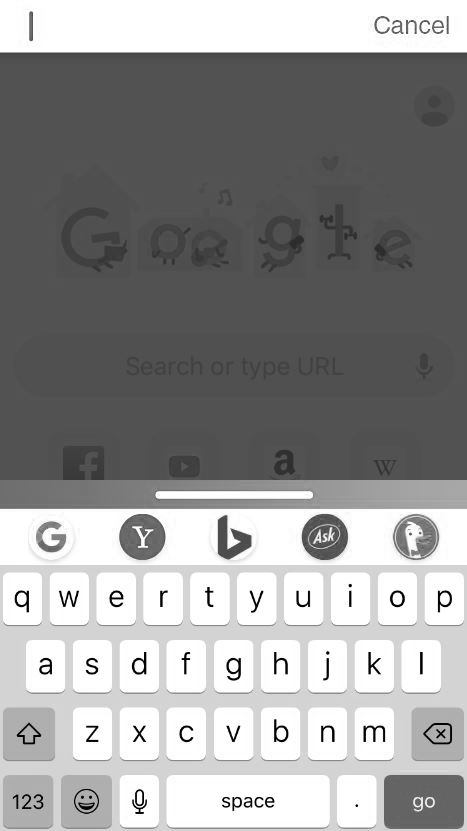 Cancel
Google
Search or type URL
G Y b Ask
q w e r t y u i o p
a s d f g h j k l
z x c v b n m
123 space . go